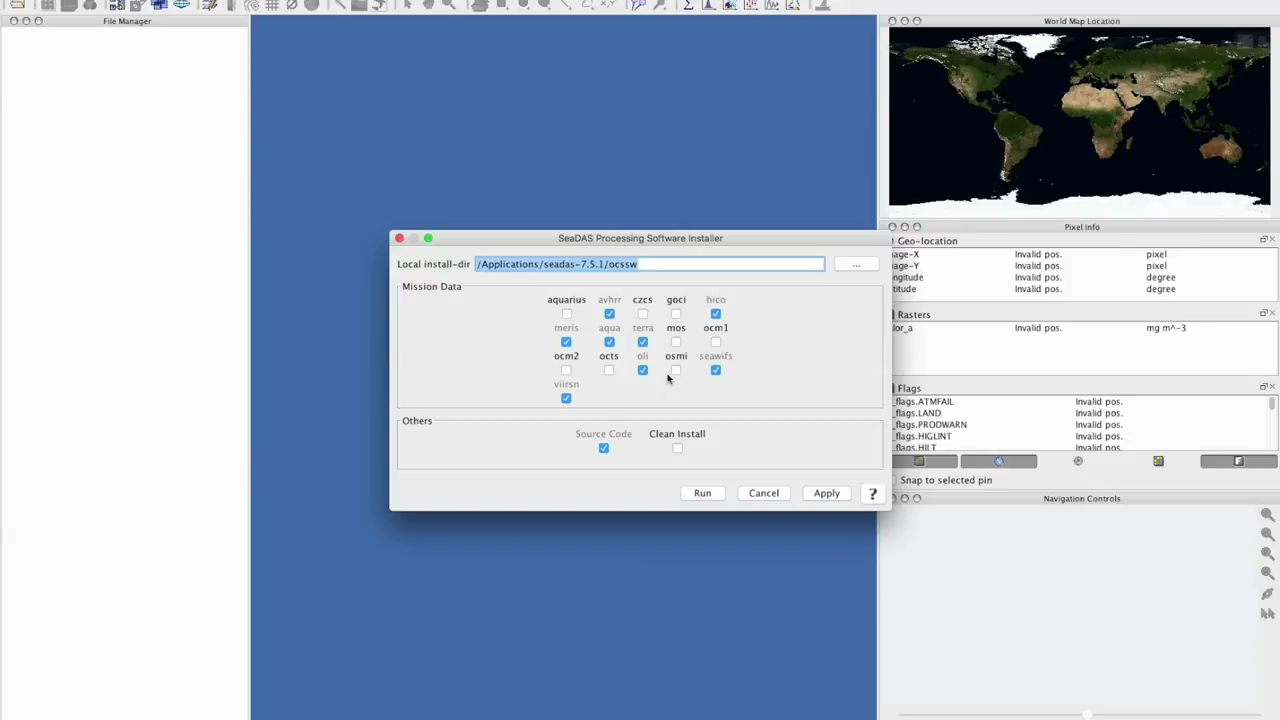 File Manager
World Map Location
SeaDAS Processing Software Installer
Local install-dir /Applications/seadas-7.5.1/ocssw ...
Mission Data
aquarius avhrr czcs goci hico
meris aqua terra mos ocm1
ocm2 octs oli osmi seawifs
viirsn
Others
Source Code Clean Install
Run Cancel Apply ?
Pixel Info
Geo-location
age-X Invalid pos. pixel
age-Y Invalid pos. pixel
ngitude Invalid pos. degree
titude Invalid pos. degree
Rasters
lor_a Invalid pos. mg m^-3
Flags
_flags.ATMFAIL Invalid pos.
_flags.LAND Invalid pos.
_flags.PRODWARN Invalid pos.
_flags.HIGLINT Invalid pos.
_flags.HILT Invalid pos.
Snap to selected pin
Navigation Controls